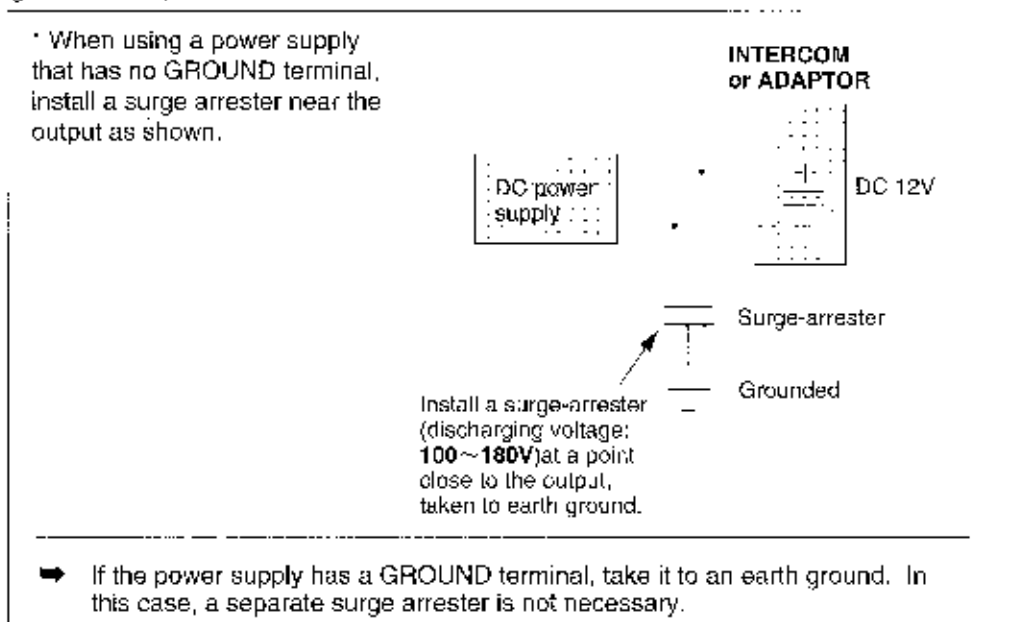 · When using a power supply
that has no GROUND terminal,
install a surge arrester near the
output as shown.
INTERCOM
or ADAPTOR
DC power
supply
DC 12V
Surge-arrester
Grounded
Install a surge-arrester
(discharging voltage:
100~180V)at a point
close to the output,
taken to earth ground.
➡ If the power supply has a GROUND terminal, take it to an earth ground. In
this case, a separate surge arrester is not necessary.